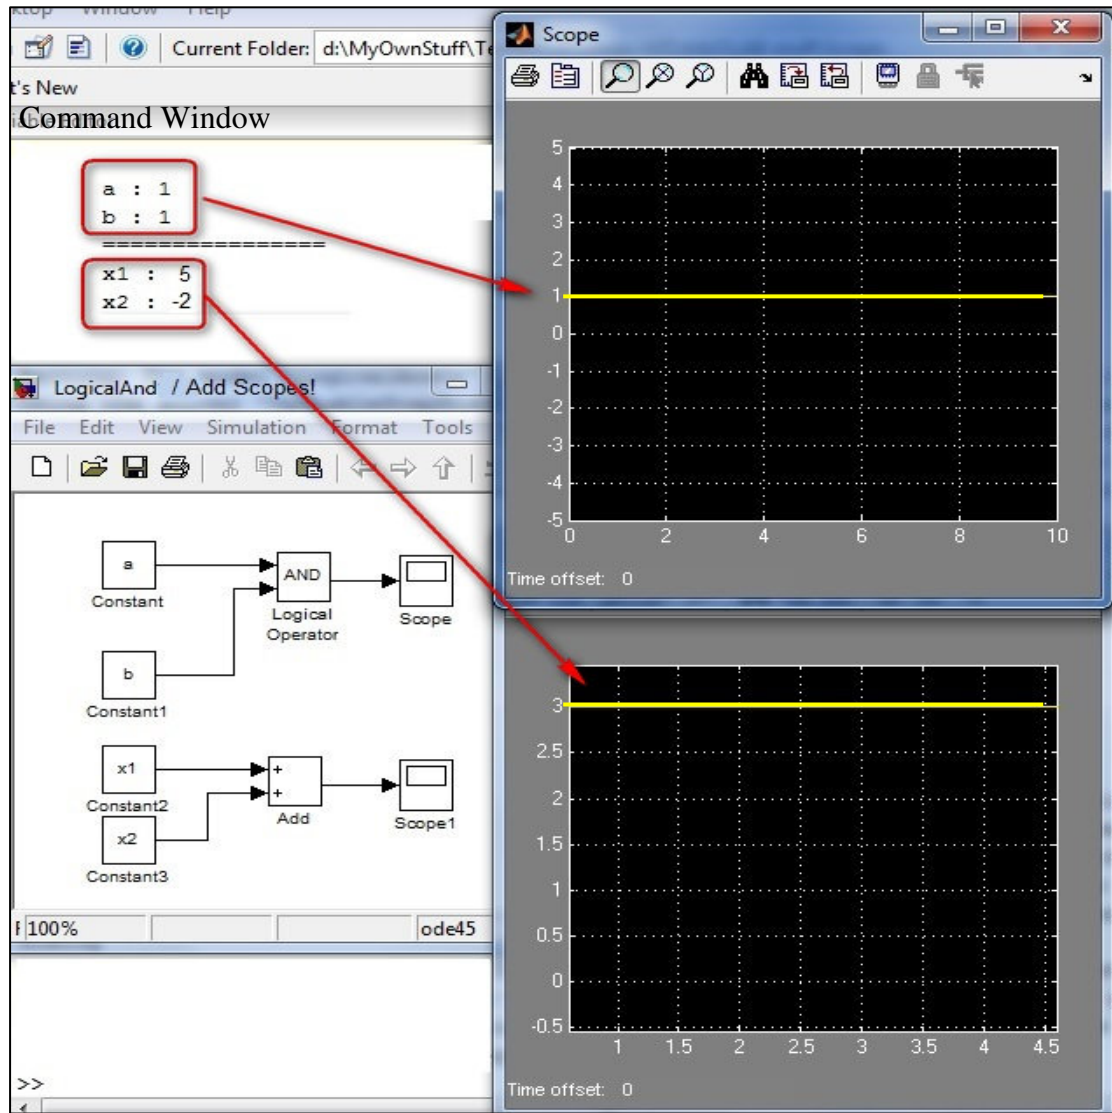 Window Help
Current Folder: d:\MyOwnStuff\Te
t's New
Command Window
a : 1
b : 1
================
x1 : 5
x2 : -2
LogicalAnd / Add Scopes!
File Edit View Simulation Format Tools
a
Constant
b
Constant1
AND
Logical
Operator
Scope
x1
Constant2
x2
Constant3
+
+
Add
Scope1
100%
ode45
>>
Scope
5
4
3
2
1
0
-1
-2
-3
-4
-5
0 2 4 6 8 10
Time offset: 0
3
2.5
2
1.5
1
0.5
0
-0.5
1 1.5 2 2.5 3 3.5 4 4.5
Time offset: 0